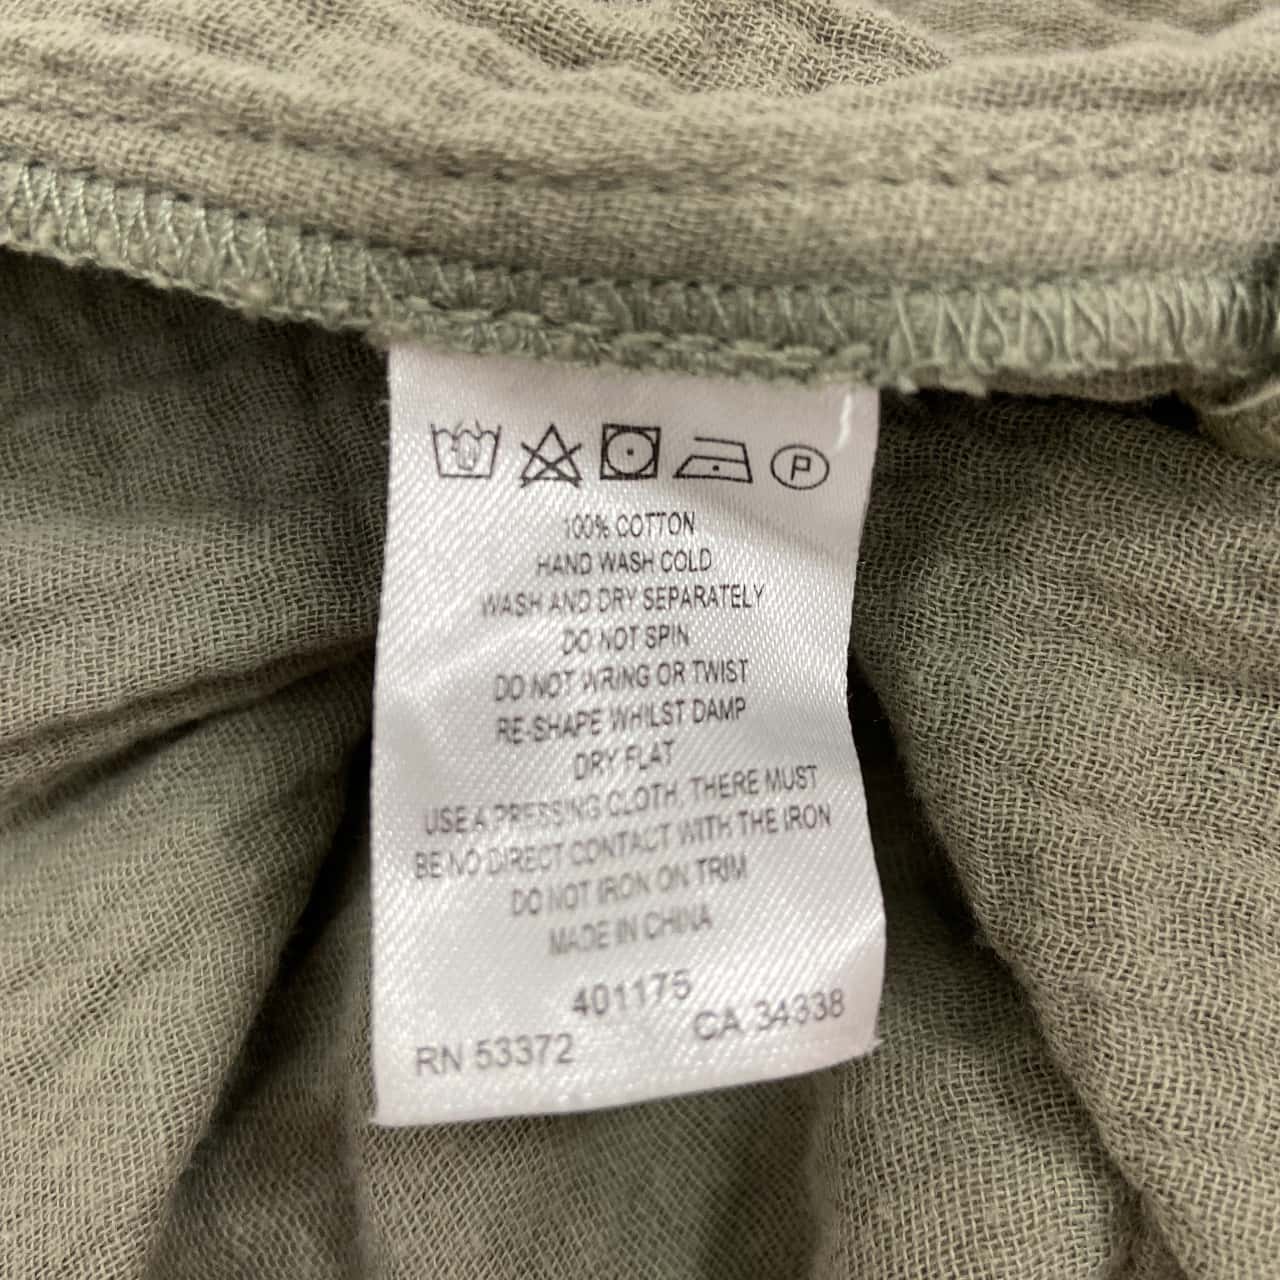 P
100% COTTON
HAND WASH COLD
WASH AND DRY SEPARATELY
DO NOT SPIN
DO NOT WRING OR TWIST
RE-SHAPE WHILST DAMP
DRY FLAT
USE A PRESSING CLOTH, THERE MUST
BE NO DIRECT CONTACT WITH THE IRON
DO NOT IRON ON TRIM
MADE IN CHINA
401175
RN 53372 CA 34338